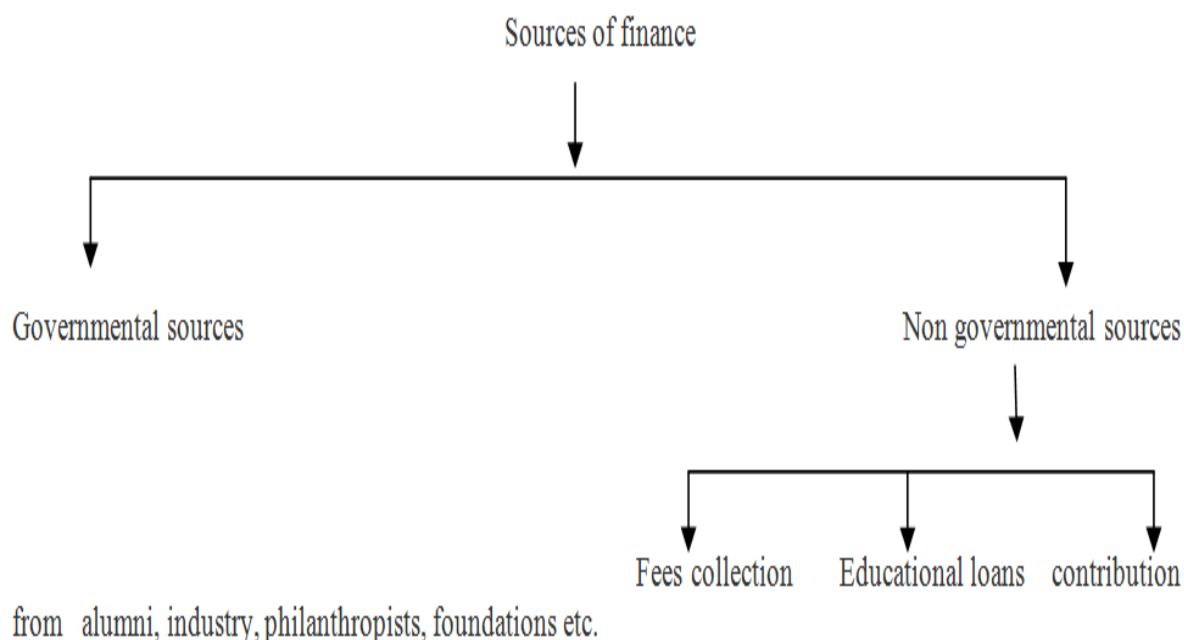 Sources of finance
Governmental sources
Non governmental sources
Fees collection Educational loans contribution
from alumni, industry, philanthropists, foundations etc.